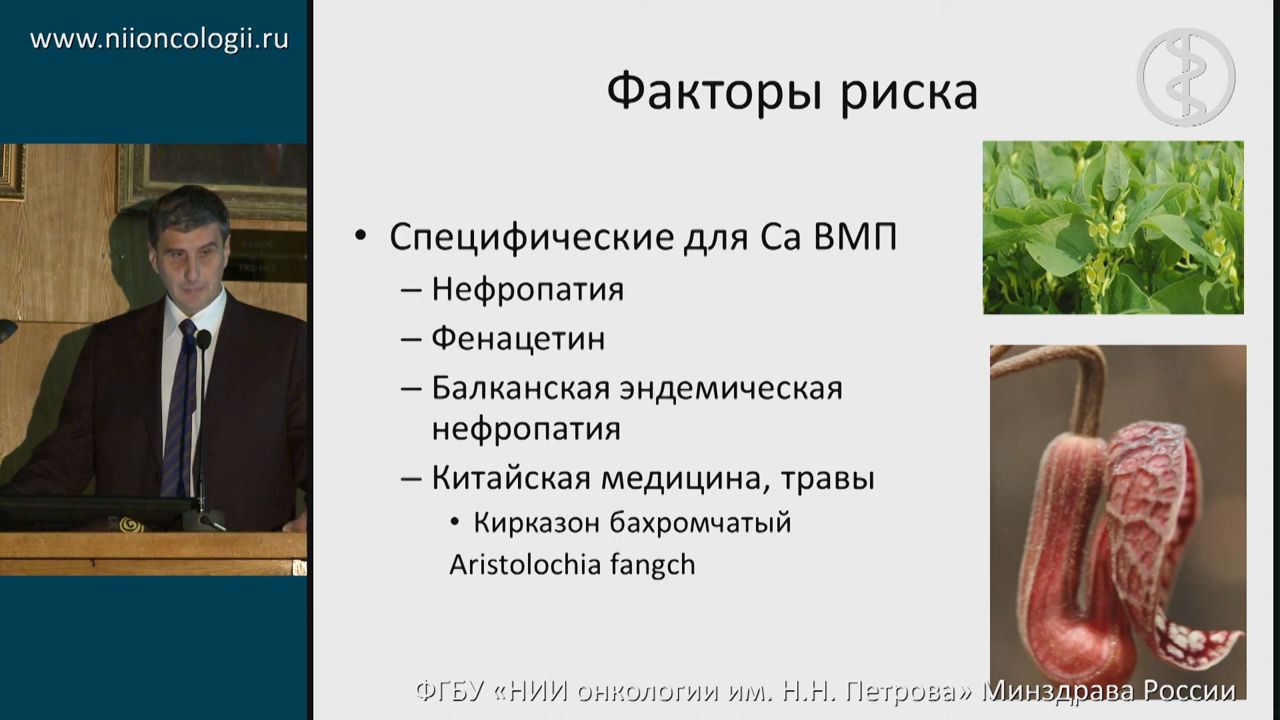 www.niioncologii.ru
Факторы риска
• Специфические для Ca ВМП
– Нефропатия
– Фенацетин
– Балканская эндемическая
нефропатия
– Китайская медицина, травы
• Кирказон бахромчатый
Aristolochia fangch
ФГБУ «НИИ онкологии им. Н.Н. Петрова» Минздрава России